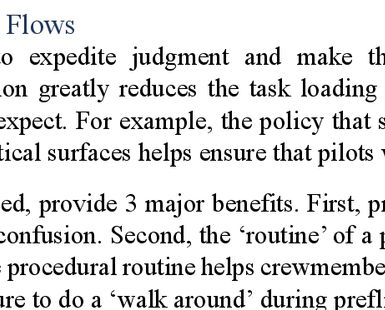 Flows
to expedite judgment and make th
on greatly reduces the task loading
expect. For example, the policy that s
tical surfaces helps ensure that pilots
ed, provide 3 major benefits. First, pr
confusion. Second, the ‘routine’ of a p
procedural routine helps crewmembe
ure to do a ‘walk around’ during prefli